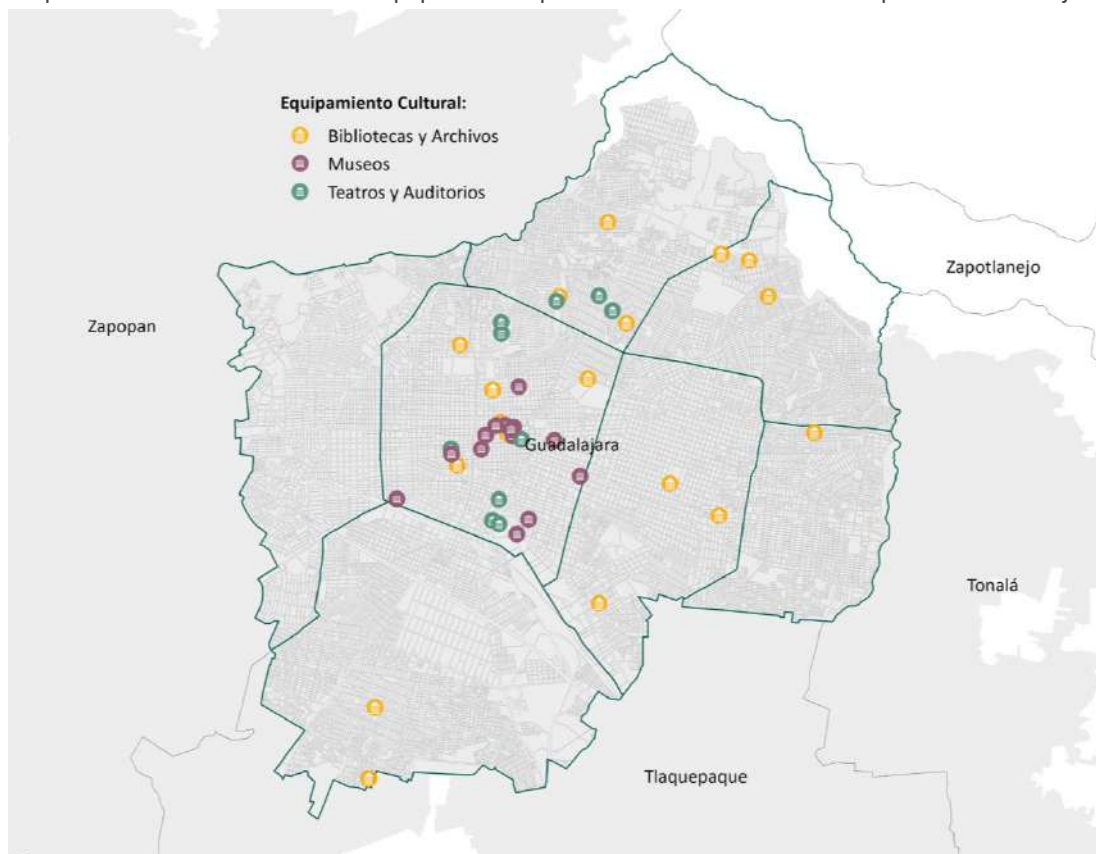 Equipamiento Cultural:
Bibliotecas y Archivos
Museos
Teatros y Auditorios
Zapotlanejo
Zapopan
Guadalajara
Tonalá
Tlaquepaque